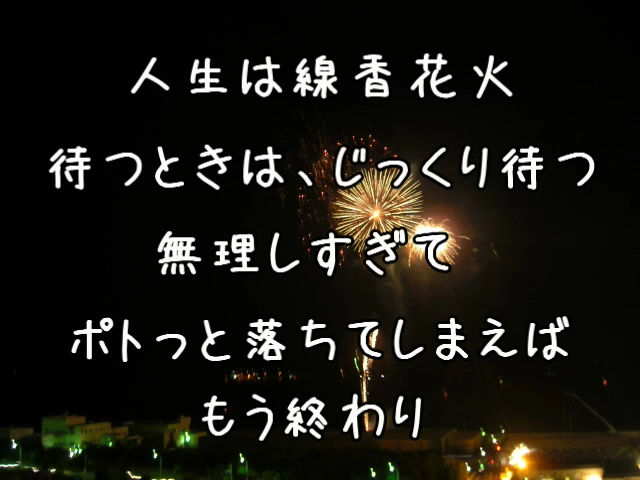 人生は線香花火
待つときは、じっくり待つ
無理しすぎて
ポトっと落ちてしまえば
もう終わり